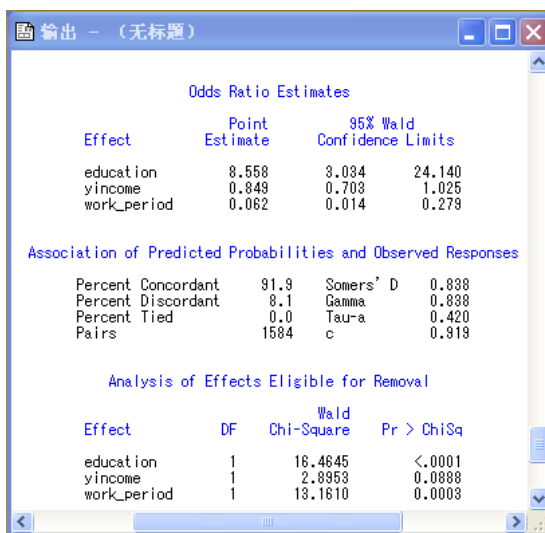 输出 - （无标题）
Odds Ratio Estimates
Point 95% Wald
Effect Estimate Confidence Limits
education 8.558 3.034 24.140
yincome 0.849 0.703 1.025
work_period 0.062 0.014 0.279
Association of Predicted Probabilities and Observed Responses
Percent Concordant 91.9 Somers' D 0.838
Percent Discordant 8.1 Gamma 0.838
Percent Tied 0.0 Tau-a 0.420
Pairs 1584 c 0.919
Analysis of Effects Eligible for Removal
Wald
Effect DF Chi-Square Pr > ChiSq
education 1 16.4645 <.0001
yincome 1 2.8953 0.0888
work_period 1 13.1610 0.0003